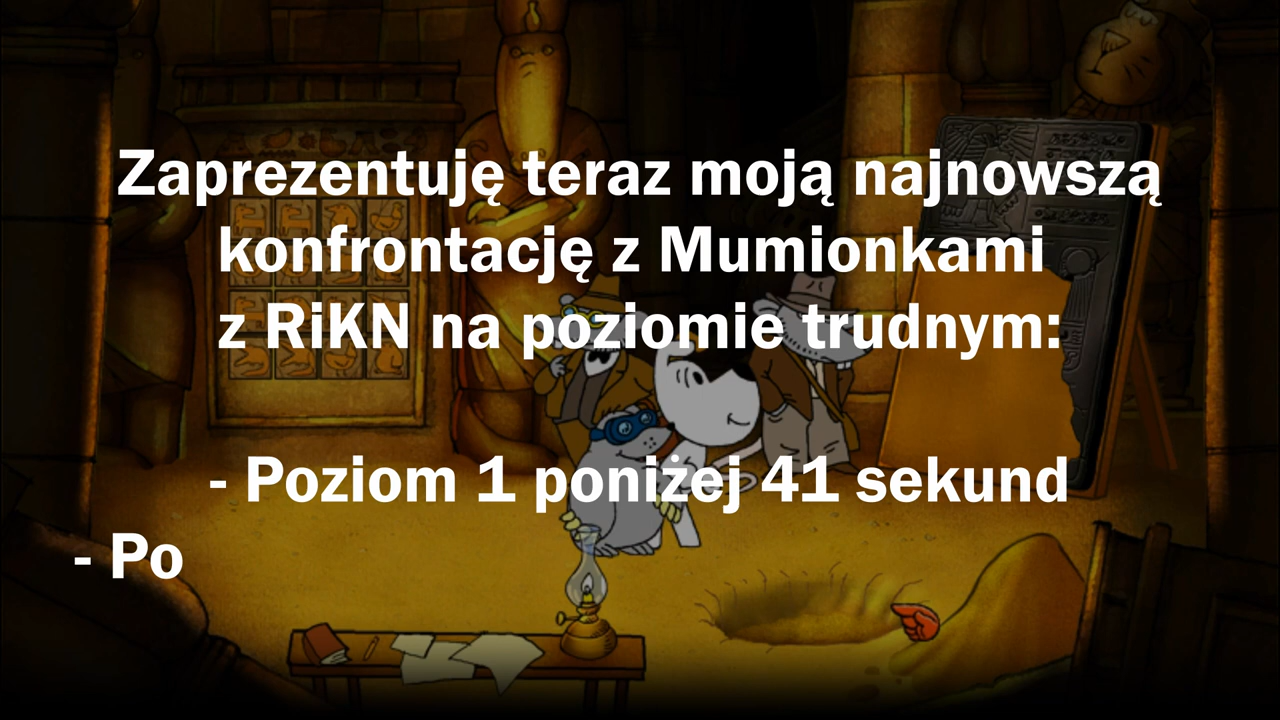 Zaprezentuję teraz moją najnowszą
konfrontację z Mumionkami
z RiKN na poziomie trudnym:
- Poziom 1 poniżej 41 sekund
- Po